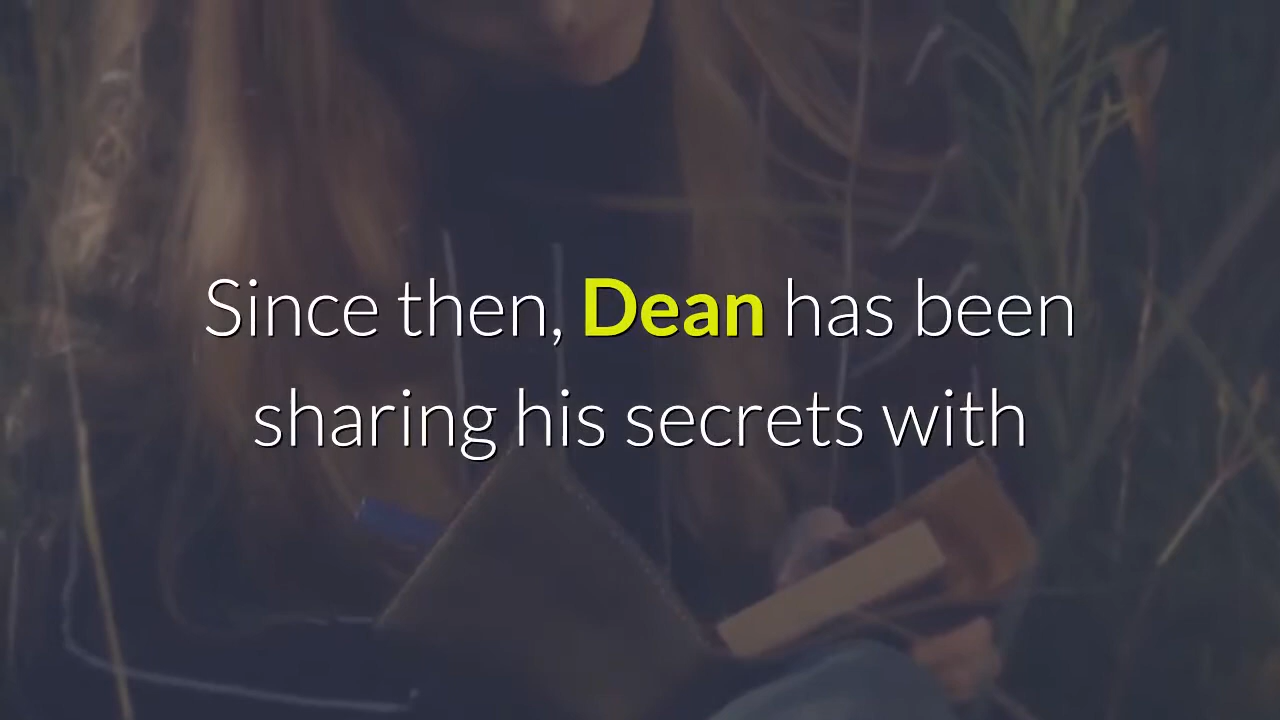 Since then, Dean has been
sharing his secrets with